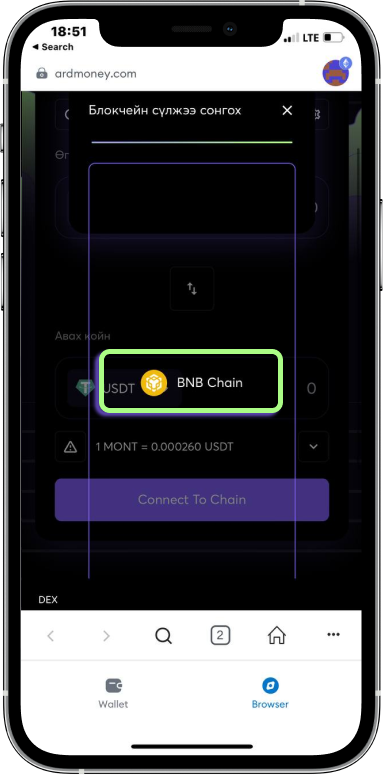 18:51
LTE
Search
ardmoney.com
Блокчейн сүлжээ сонгох
Авах койн
USDT
BNB Chain
0
1 MONT = 0.000260 USDT
Connect To Chain
DEX
2
Wallet
Browser